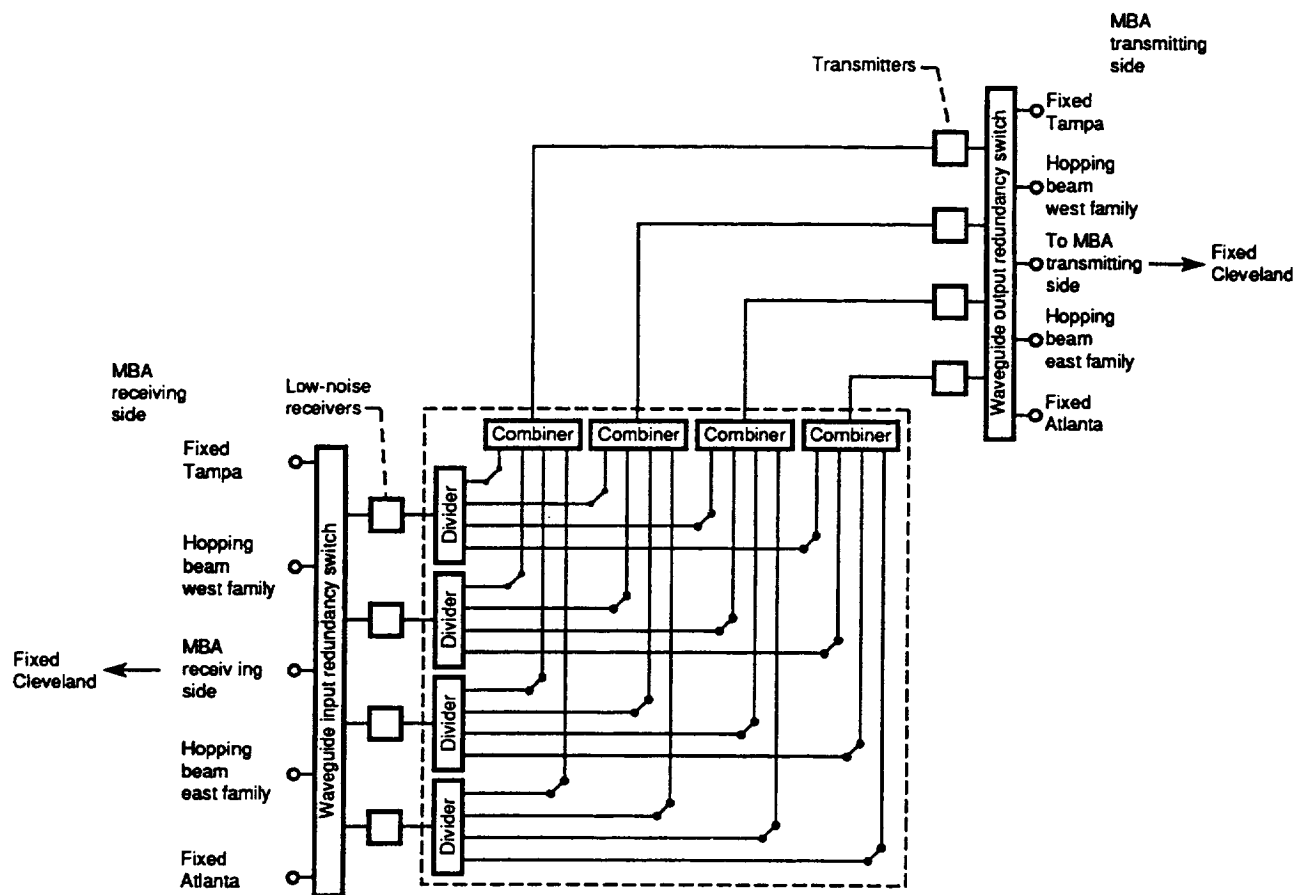 MBA
transmitting
side
Transmitters
Fixed
Tampa
Hopping
beam
west family
To MBA
transmitting
side
Fixed
Cleveland
Hopping
beam
east family
Fixed
Atlanta
Waveguide output redundancy switch
MBA
receiving
side
Low-noise
receivers
Combiner
Combiner
Combiner
Combiner
Fixed
Tampa
Hopping
beam
west family
Fixed
Cleveland
MBA
receiving
side
Hopping
beam
east family
Fixed
Atlanta
Waveguide input redundancy switch
Divider
Divider
Divider
Divider